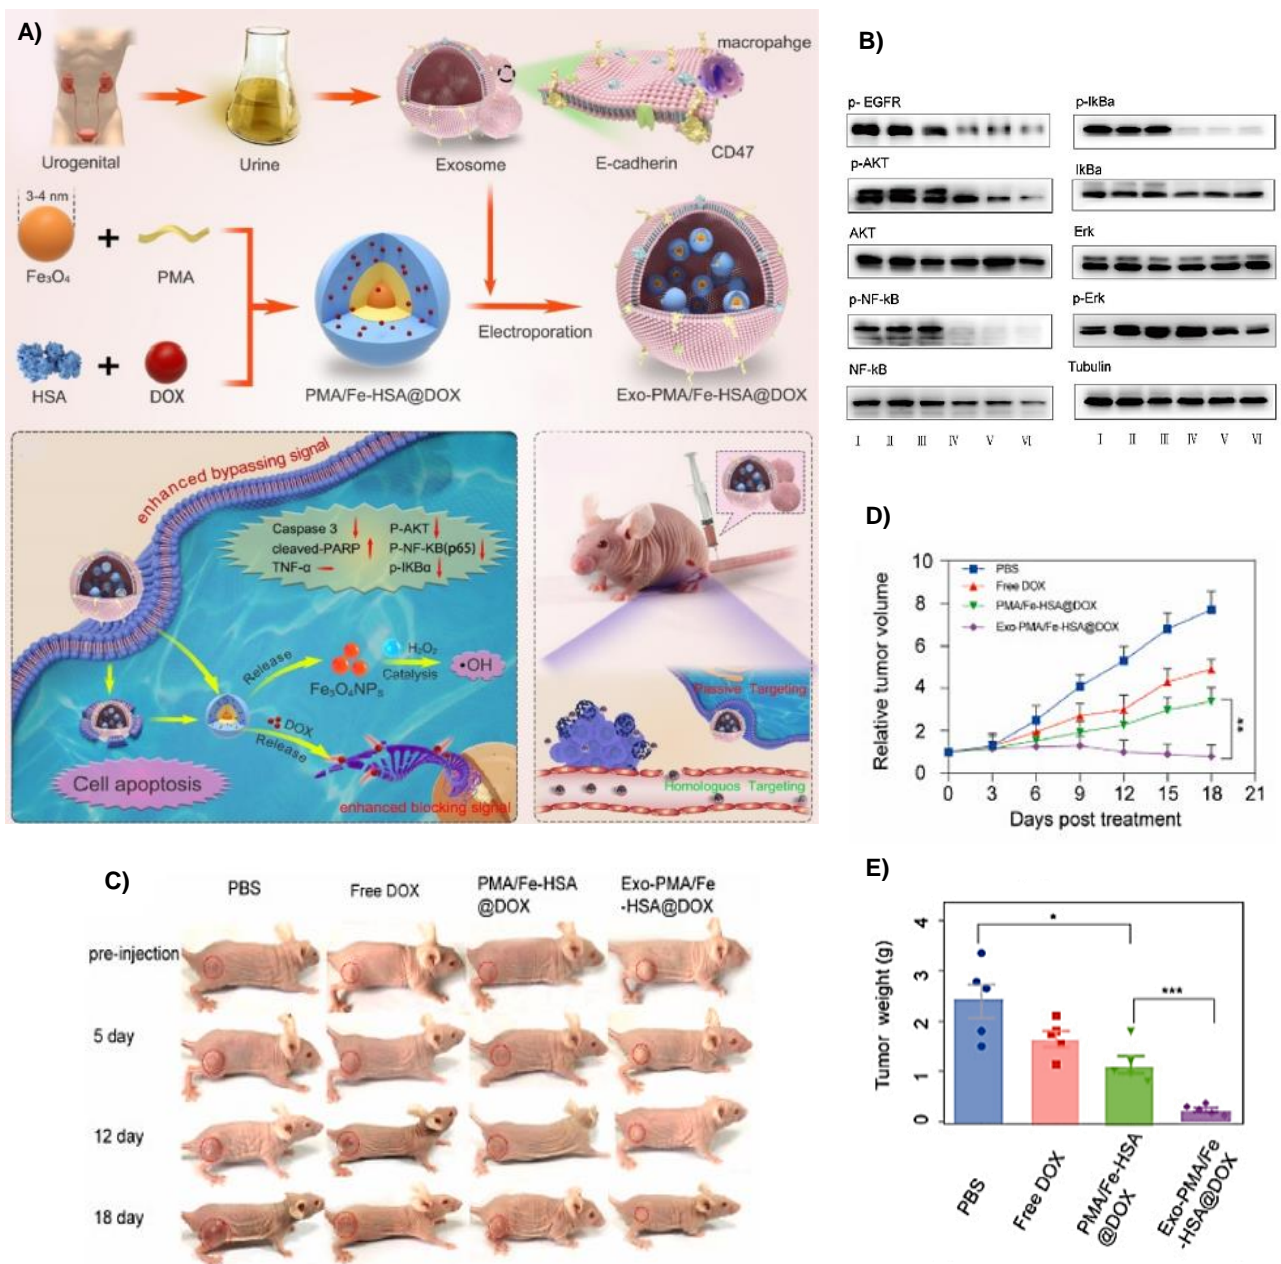 A)
macropahge
Urogenital
Urine
Exosome
E-cadherin
CD47
3-4 nm
Fe₃O₄
PMA
HSA
DOX
PMA/Fe-HSA@DOX
Electroporation
Exo-PMA/Fe-HSA@DOX
enhanced bypassing signal
Caspase 3
P-AKT
cleaved-PARP
P-NF-KB(p65)
TNF-α
p-IKBα
Release
H₂O₂
Catalysis
•OH
Fe₃O₄NPs
DOX
Release
Cell apoptosis
enhanced blocking signal
Passive Targeting
Homologuos Targeting
B)
p- EGFR
p-AKT
AKT
p-NF-kB
NF-kB
I II III IV V VI
p-IkBa
IkBa
Erk
p-Erk
Tubulin
I II III IV V VI
D)
Relative tumor volume
10
8
6
4
2
0
PBS
Free DOX
PMA/Fe-HSA@DOX
Exo-PMA/Fe-HSA@DOX
**
0 3 6 9 12 15 18 21
Days post treatment
C)
PBS
Free DOX
PMA/Fe-HSA
@DOX
Exo-PMA/Fe
-HSA@DOX
pre-injection
5 day
12 day
18 day
E)
Tumor weight (g)
4
3
2
1
0
*
***
PBS
Free DOX
PMA/Fe-HSA
@DOX
Exo-PMA/Fe
-HSA@DOX